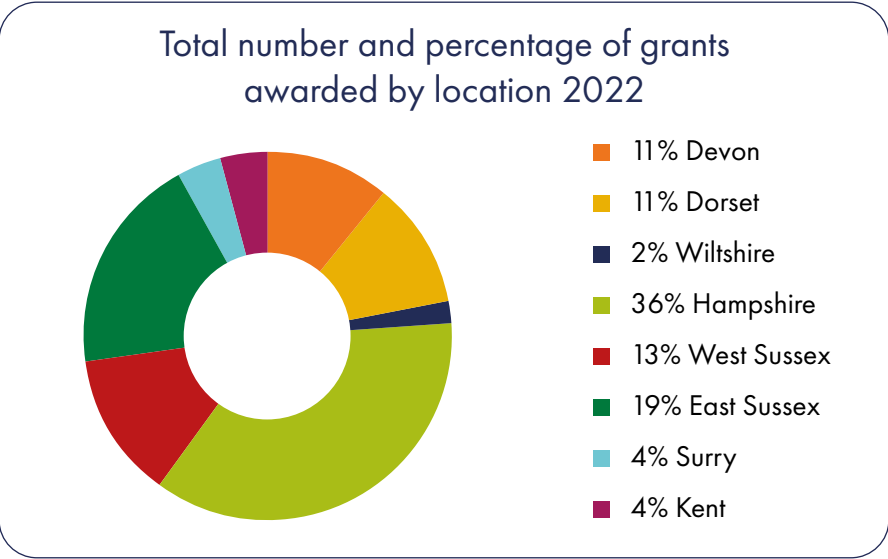 Total number and percentage of grants
awarded by location 2022
11% Devon
11% Dorset
2% Wiltshire
36% Hampshire
13% West Sussex
19% East Sussex
4% Surry
4% Kent